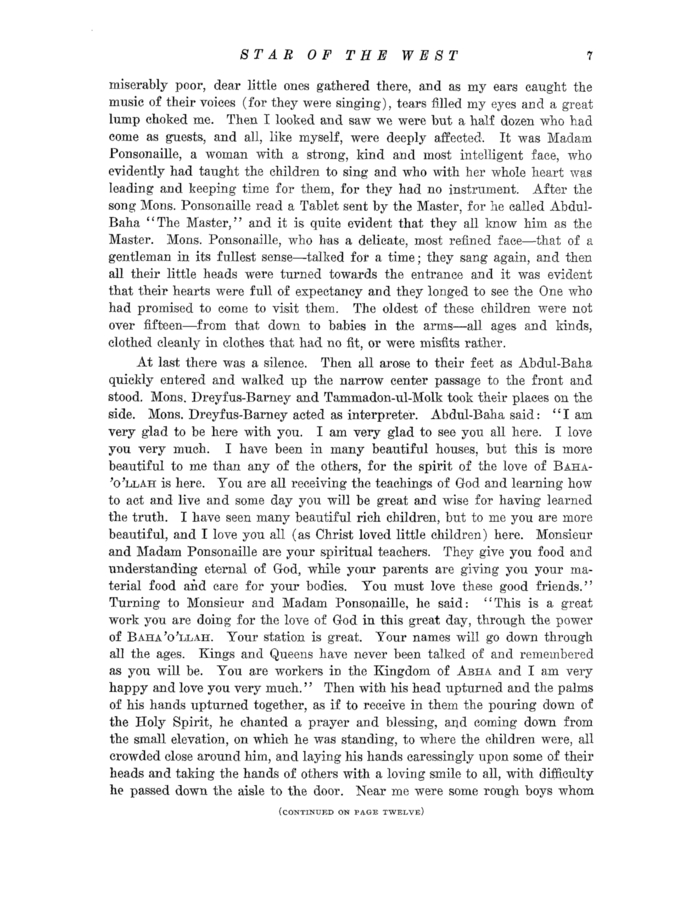 STAR OF THE WEST 7
miserably poor, dear little ones gathered there, and as my ears caught the
music of their voices (for they were singing), tears filled my eyes and a great
lump choked me. Then I looked and saw we were but a half dozen who had
come as guests, and all, like myself, were deeply affected. It was Madam
Ponsonaille, a woman with a strong, kind and most intelligent face, who
evidently had taught the children to sing and who with her whole heart was
leading and keeping time for them, for they had no instrument. After the
song Mons. Ponsonaille read a Tablet sent by the Master, for he called Abdul-
Baha "The Master," and it is quite evident that they all know him as the
Master. Mons. Ponsonaille, who has a delicate, most refined face—that of a
gentleman in its fullest sense—talked for a time; they sang again, and then
all their little heads were turned towards the entrance and it was evident
that their hearts were full of expectancy and they longed to see the One who
had promised to come to visit them. The oldest of these children were not
over fifteen—from that down to babies in the arms—all ages and kinds,
clothed cleanly in clothes that had no fit, or were misfits rather.
At last there was a silence. Then all arose to their feet as Abdul-Baha
quickly entered and walked up the narrow center passage to the front and
stood. Mons. Dreyfus-Barney and Tammadon-ul-Molk took their places on the
side. Mons. Dreyfus-Barney acted as interpreter. Abdul-Baha said: "I am
very glad to be here with you. I am very glad to see you all here. I love
you very much. I have been in many beautiful houses, but this is more
beautiful to me than any of the others, for the spirit of the love of BAHA-
'O'LLAH is here. You are all receiving the teachings of God and learning how
to act and live and some day you will be great and wise for having learned
the truth. I have seen many beautiful rich children, but to me you are more
beautiful, and I love you all (as Christ loved little children) here. Monsieur
and Madam Ponsonaille are your spiritual teachers. They give you food and
understanding eternal of God, while your parents are giving you your ma-
terial food and care for your bodies. You must love these good friends."
Turning to Monsieur and Madam Ponsonaille, he said: "This is a great
work you are doing for the love of God in this great day, through the power
of BAHA'O'LLAH. Your station is great. Your names will go down through
all the ages. Kings and Queens have never been talked of and remembered
as you will be. You are workers in the Kingdom of ABHA and I am very
happy and love you very much." Then with his head upturned and the palms
of his hands upturned together, as if to receive in them the pouring down of
the Holy Spirit, he chanted a prayer and blessing, and coming down from
the small elevation, on which he was standing, to where the children were, all
crowded close around him, and laying his hands caressingly upon some of their
heads and taking the hands of others with a loving smile to all, with difficulty
he passed down the aisle to the door. Near me were some rough boys whom
(CONTINUED ON PAGE TWELVE)